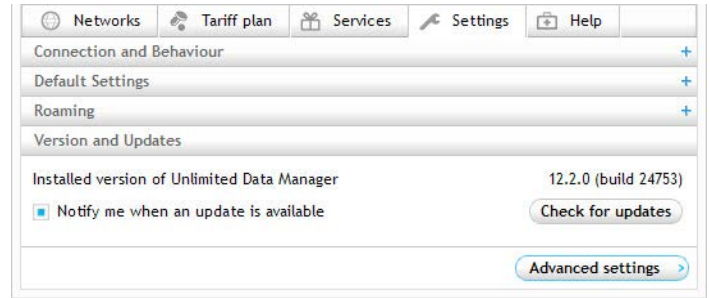 Networks Tariff plan Services Settings Help
Connection and Behaviour +
Default Settings +
Roaming +
Version and Updates
Installed version of Unlimited Data Manager 12.2.0 (build 24753)
Notify me when an update is available Check for updates
Advanced settings >